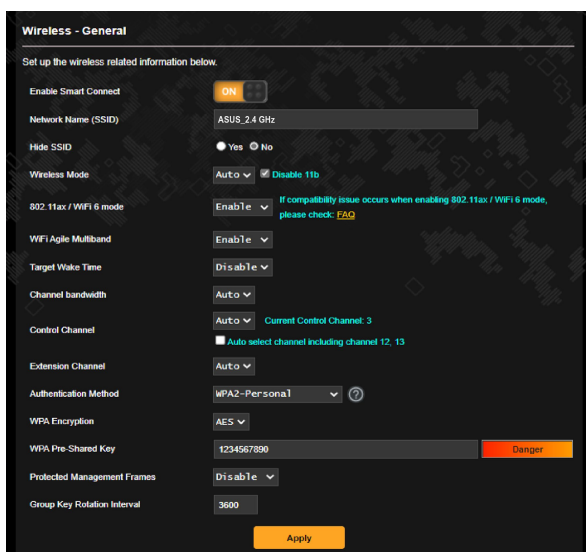 Wireless - General
Set up the wireless related information below.
Enable Smart Connect ON
Network Name (SSID) ASUS_2.4 GHz
Hide SSID Yes No
Wireless Mode Auto Disable 11b
802.11ax / WiFi 6 mode Enable If compatibility issue occurs when enabling 802.11ax / WiFi 6 mode,
please check: FAQ
WiFi Agile Multiband Enable
Target Wake Time Disable
Channel bandwidth Auto
Control Channel Auto Current Control Channel: 3
Auto select channel including channel 12, 13
Extension Channel Auto
Authentication Method WPA2-Personal ?
WPA Encryption AES
WPA Pre-Shared Key 1234567890 Danger
Protected Management Frames Disable
Group Key Rotation Interval 3600
Apply